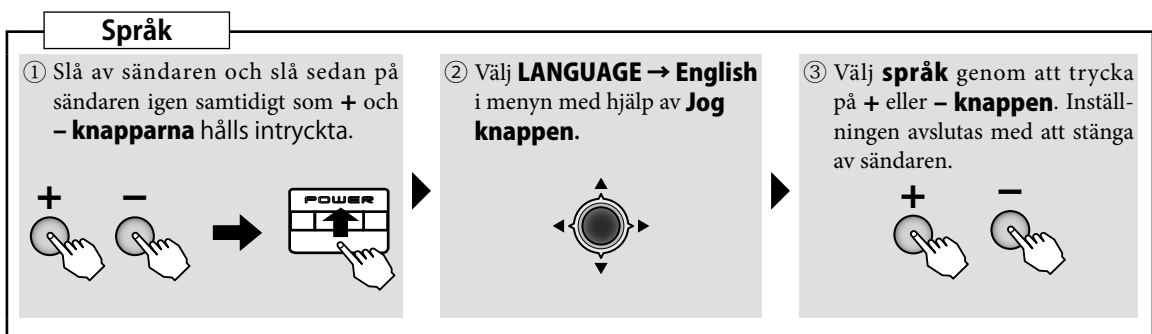 Språk
① Slå av sändaren och slå sedan på
sändaren igen samtidigt som + och
– knapparna hålls intryckta.
+ –
POWER
② Välj LANGUAGE → English
i menyn med hjälp av Jog
knappen.
③ Välj språk genom att trycka
på + eller – knappen. Inställ-
ningen avslutas med att stänga
av sändaren.
+ –